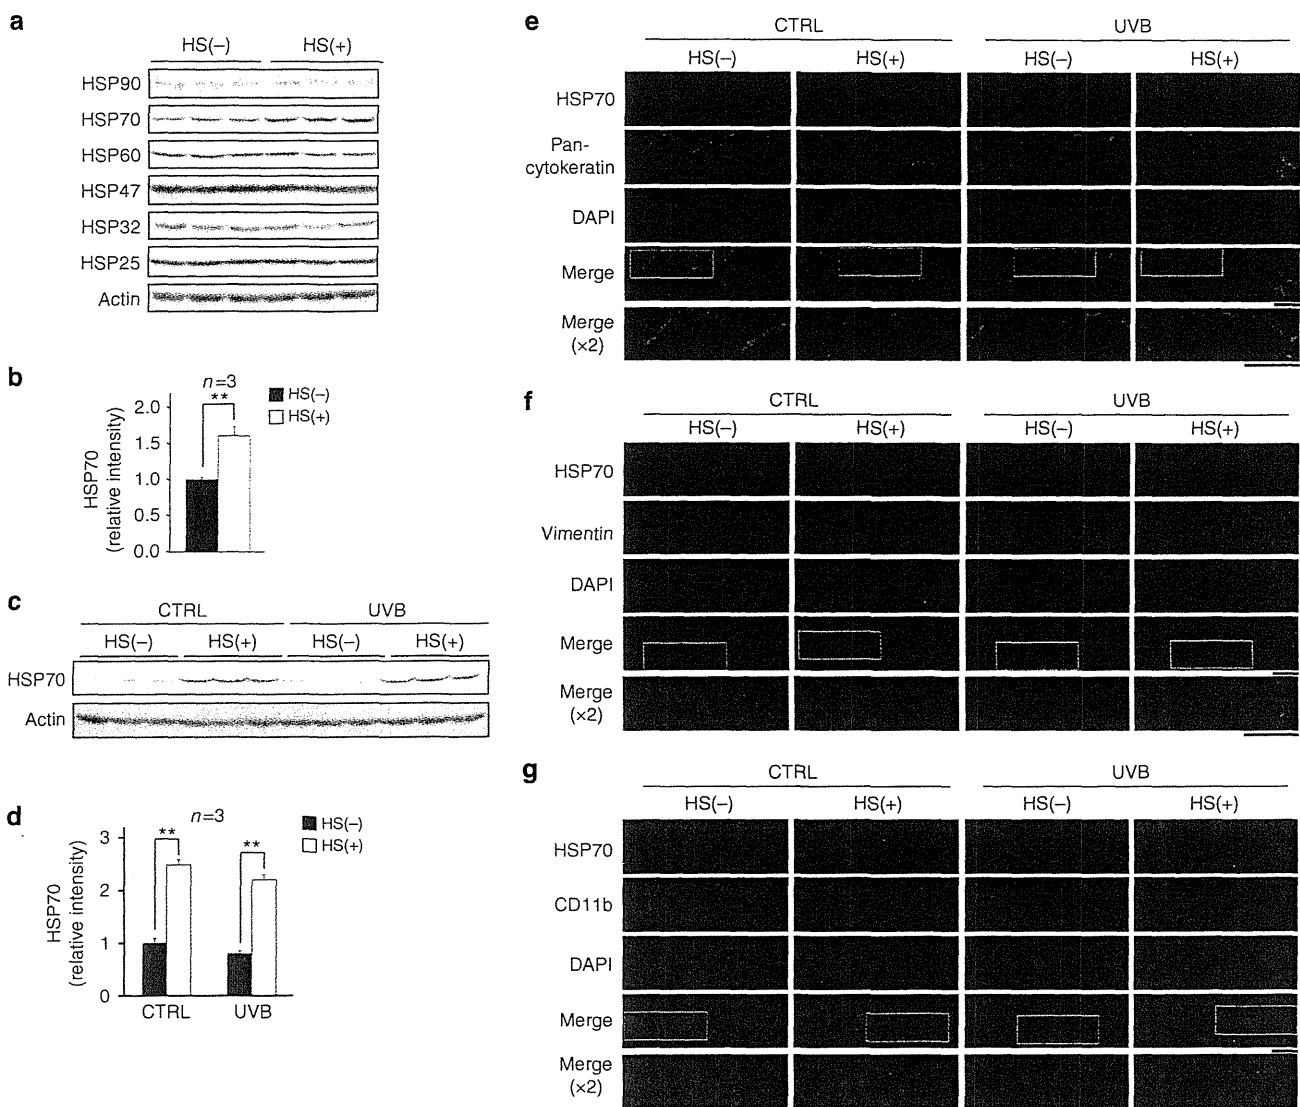 a
HS(–) HS(+)
HSP90
HSP70
HSP60
HSP47
HSP32
HSP25
Actin
b
n=3
**
HS(–)
HS(+)
HSP70
(relative intensity)
2.0
1.5
1.0
0.5
0.0
c
CTRL UVB
HS(–) HS(+) HS(–) HS(+)
HSP70
Actin
d
n=3
** **
HS(–)
HS(+)
HSP70
(relative intensity)
3
2
1
0
CTRL UVB
e
CTRL UVB
HS(–) HS(+) HS(–) HS(+)
HSP70
Pan-
cytokeratin
DAPI
Merge
Merge
(×2)
f
CTRL UVB
HS(–) HS(+) HS(–) HS(+)
HSP70
Vimentin
DAPI
Merge
Merge
(×2)
g
CTRL UVB
HS(–) HS(+) HS(–) HS(+)
HSP70
CD11b
DAPI
Merge
Merge
(×2)